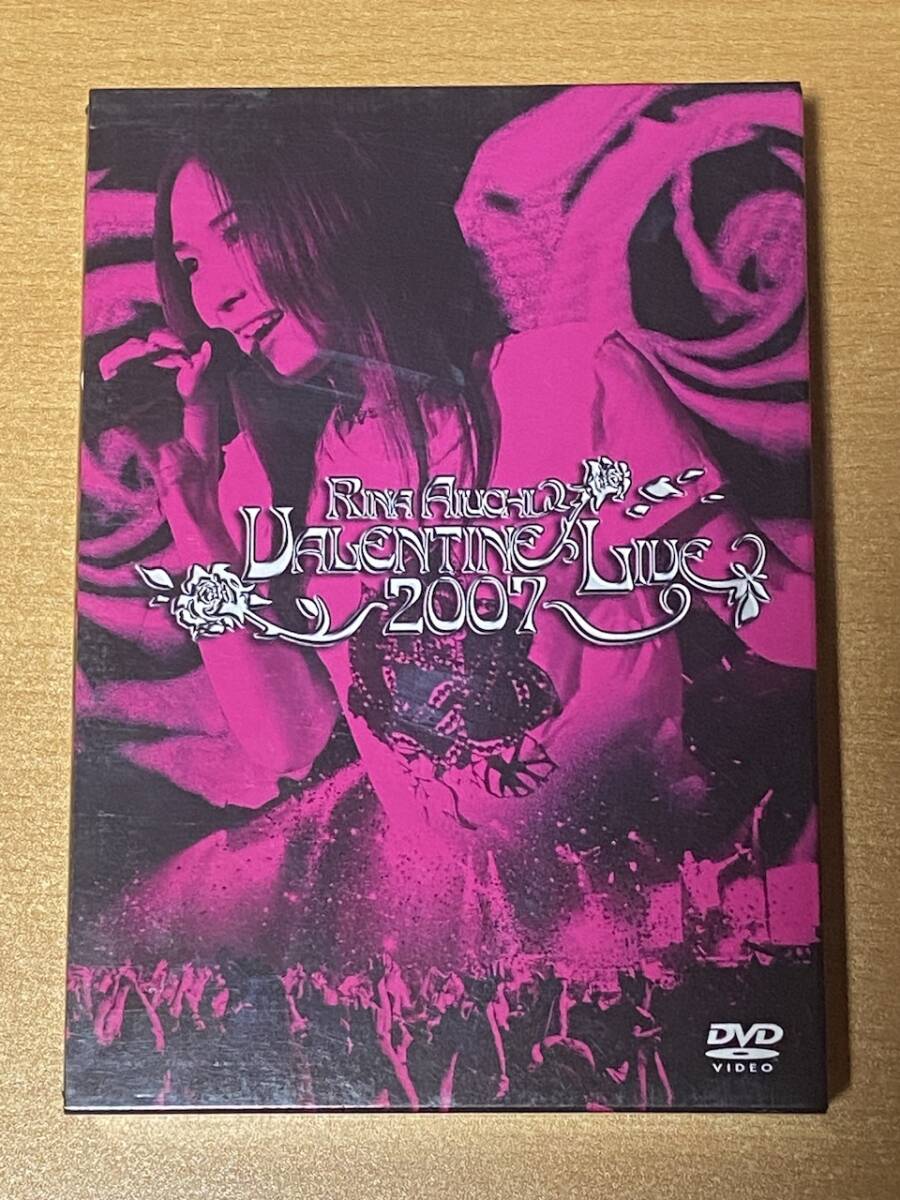 RINA AIUCHI
VALENTINE LIVE
2007
DVD
VIDEO